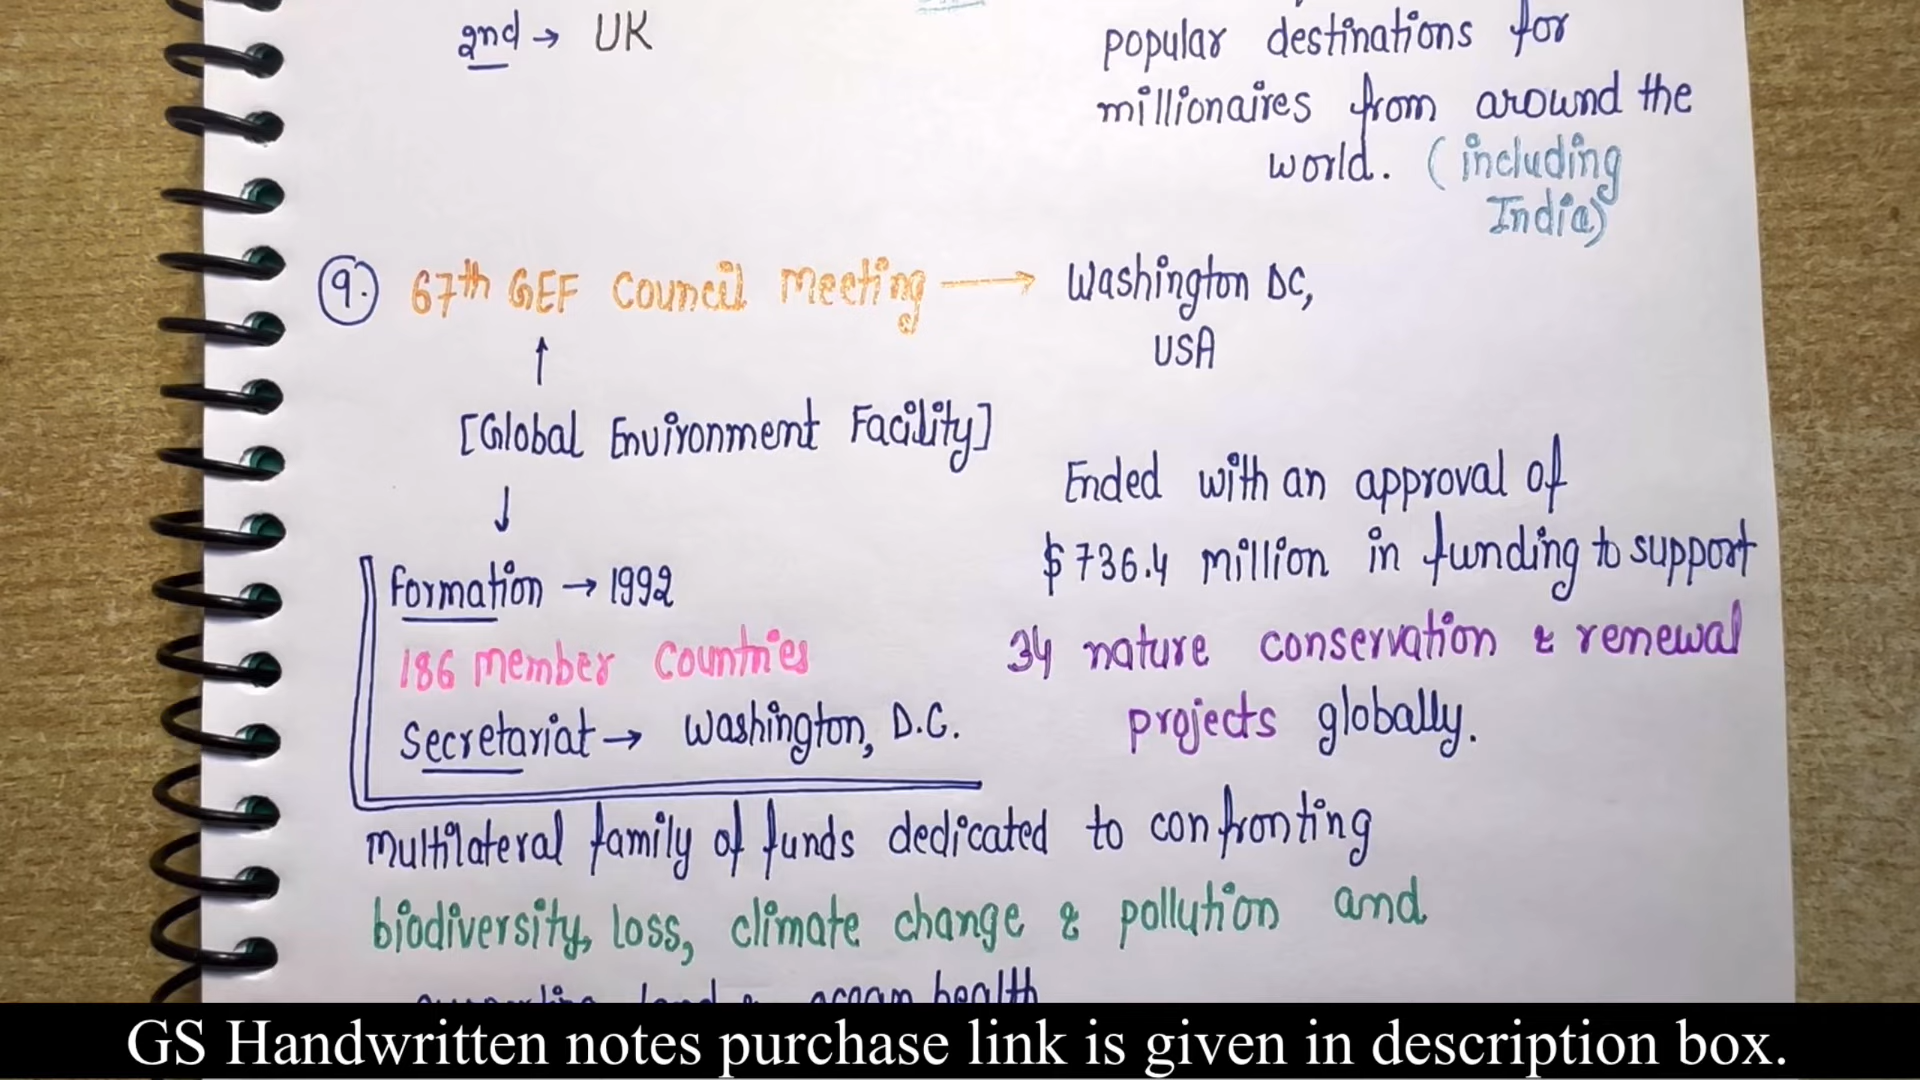 2nd → UK
popular destinations for
millionaires from around the
world. (including
India)
9. 67th GEF Council Meeting → Washington DC,
USA
↑
[Global Environment Facility]
↓
Formation → 1992
186 member countries
Secretariat → Washington, D.C.
Ended with an approval of
$736.4 million in funding to support
34 nature conservation & renewal
projects globally.
multilateral family of funds dedicated to confronting
biodiversity, loss, climate change & pollution and
ocean health
GS Handwritten notes purchase link is given in description box.